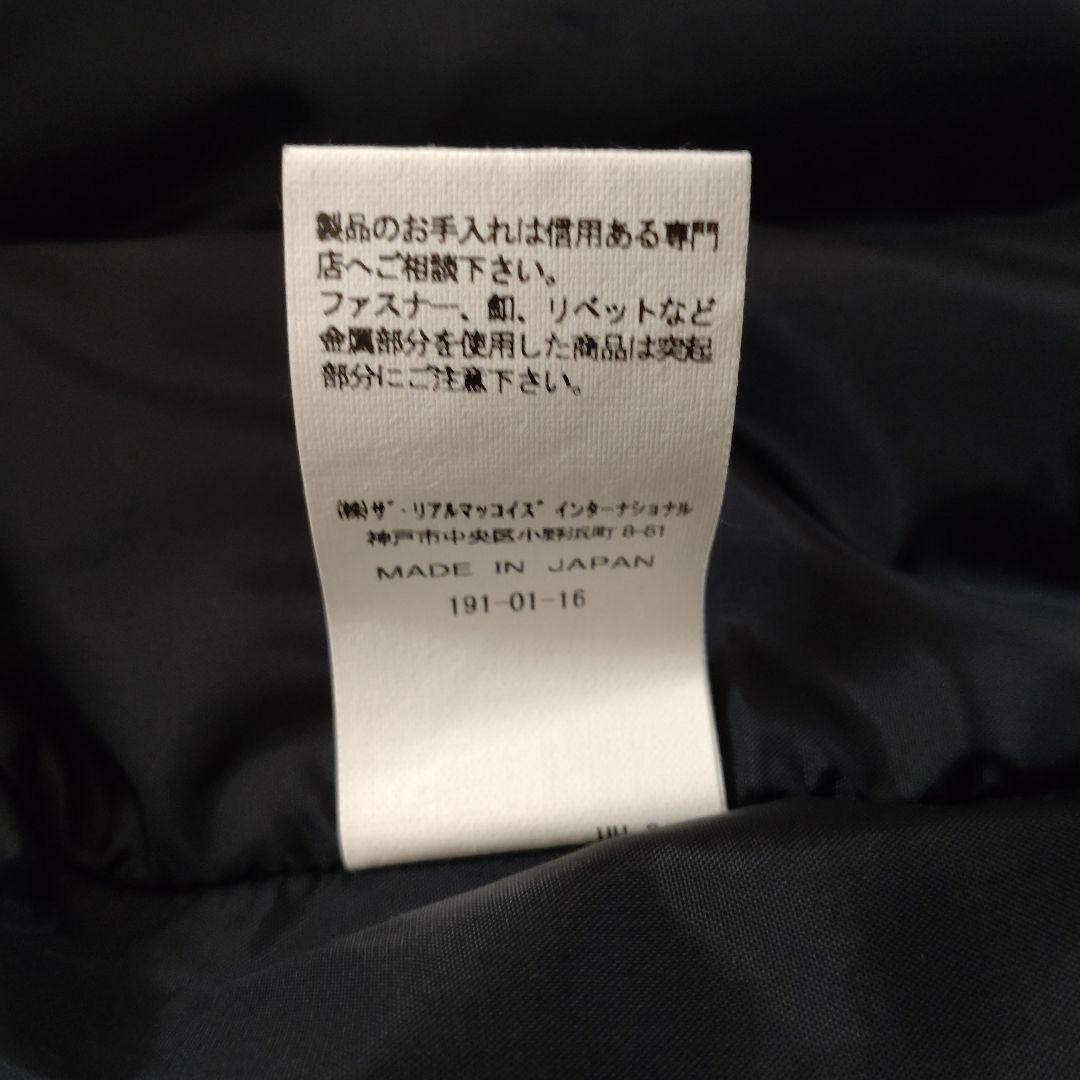 製品のお手入れは信用ある専門
店へご相談下さい。
ファスナー、釦、リベットなど
金属部分を使用した商品は突起
部分にご注意下さい。
(株)ザ・リアルマッコイズ インターナショナル
神戸市中央区小野浜町 8-61
MADE IN JAPAN
191-01-16